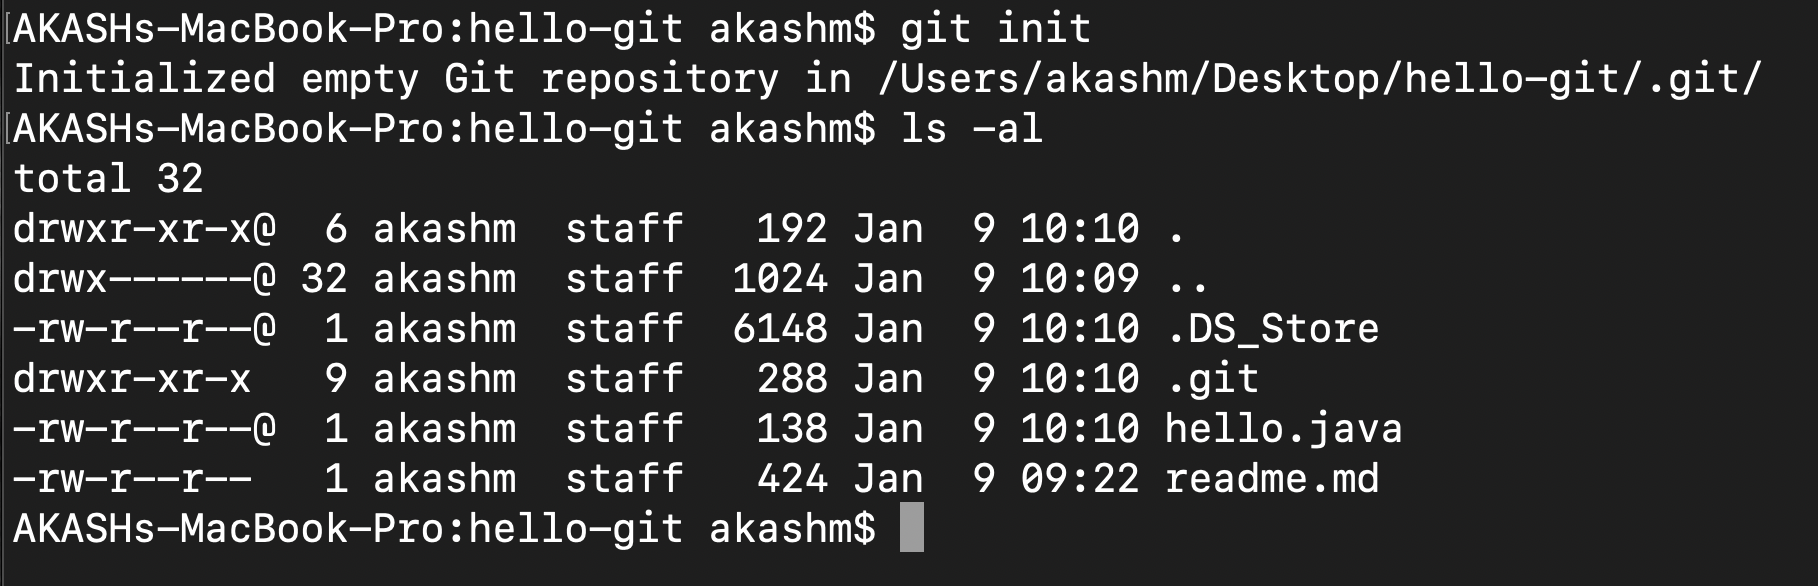 [AKASHs-MacBook-Pro:hello-git akashm$ git init
Initialized empty Git repository in /Users/akashm/Desktop/hello-git/.git/
[AKASHs-MacBook-Pro:hello-git akashm$ ls -al
total 32
drwxr-xr-x@  6 akashm  staff   192 Jan  9 10:10 .
drwx------@ 32 akashm  staff  1024 Jan  9 10:09 ..
-rw-r--r--@  1 akashm  staff  6148 Jan  9 10:10 .DS_Store
drwxr-xr-x   9 akashm  staff   288 Jan  9 10:10 .git
-rw-r--r--@  1 akashm  staff   138 Jan  9 10:10 hello.java
-rw-r--r--   1 akashm  staff   424 Jan  9 09:22 readme.md
AKASHs-MacBook-Pro:hello-git akashm$